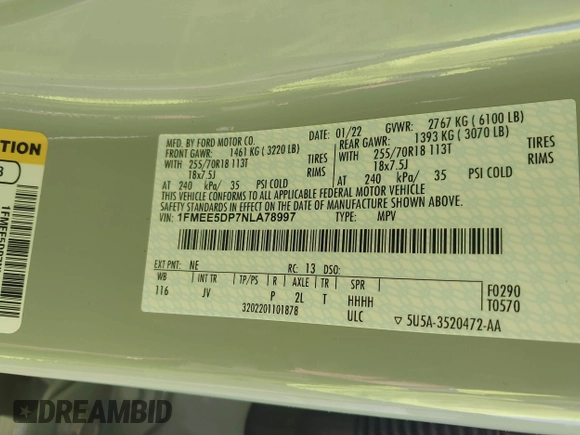 TION
3
1FMEE5DP7N
MFD. BY FORD MOTOR CO.
DATE: 01/22 GVWR: 2767 KG ( 6100 LB)
FRONT GAWR: 1461 KG ( 3220 LB)
REAR GAWR: 1393 KG ( 3070 LB)
WITH 255/70R18 113T TIRES
WITH 255/70R18 113T TIRES
18x7.5J RIMS
18x7.5J RIMS
AT 240 kPa/ 35 PSI COLD
AT 240 kPa/ 35 PSI COLD
THIS VEHICLE CONFORMS TO ALL APPLICABLE FEDERAL MOTOR VEHICLE
SAFETY STANDARDS IN EFFECT ON THE DATE OF MANUFACTURE SHOWN ABOVE.
VIN: 1FMEE5DP7NLA78997 TYPE: MPV
EXT PNT: NE RC: 13 DSO:
WB INT TR TP/PS R AXLE TR SPR
116 JV P 2L T HHHH
3202201101878 ULC
F0290
T0570
5U5A-3520472-AA
DREAMBID